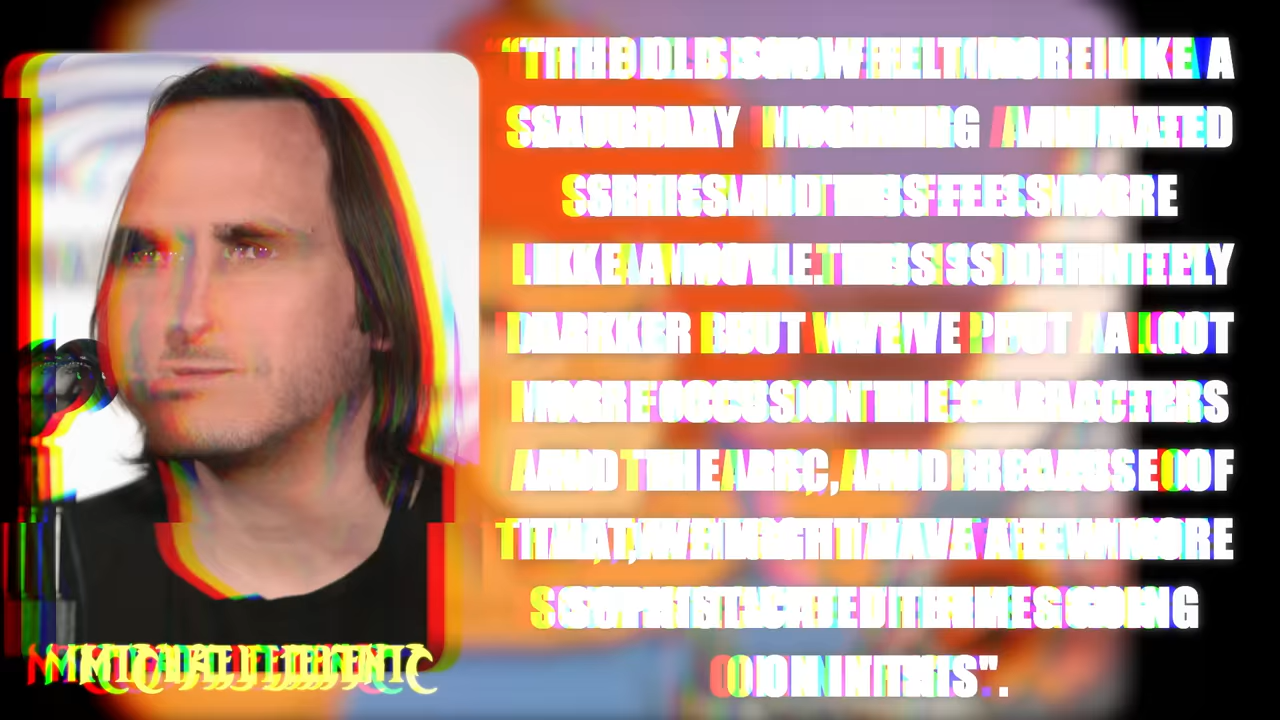 "THE OLD SHOW FELT MORE LIKE A
SATURDAY MORNING ANIMATED
SERIES AND THIS FEELS MORE
LIKE A MOVIE, THIS IS DEFINITELY
DARKER BUT WE'VE PUT A LOT
MORE FOCUS ON THE CHARACTERS
AND THE ARC, AND BECAUSE OF
THAT, WE MIGHT HAVE A FEW MORE
SOPHISTICATED THEMES GOING
ON IN THIS".